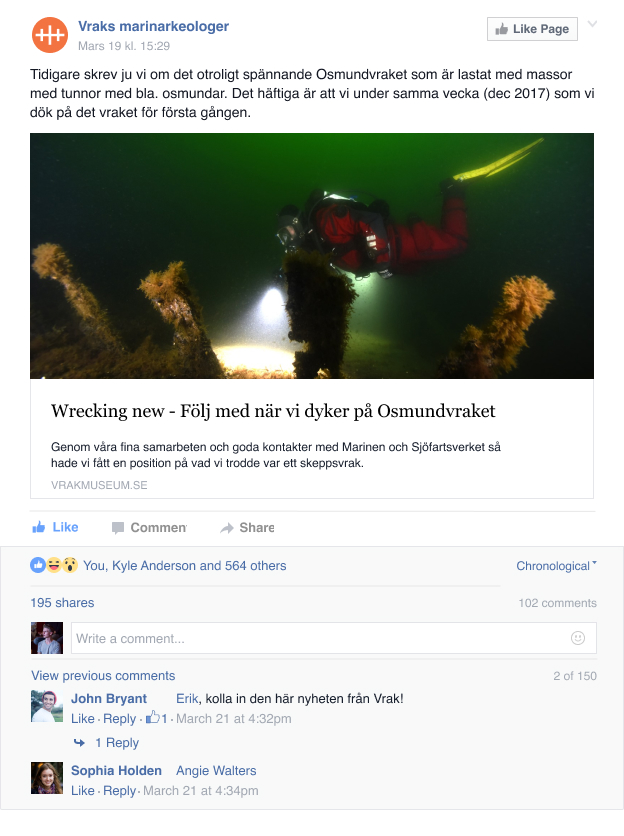 Vraks marinarkeologer
Mars 19 kl. 15:29
Like Page
Tidigare skrev ju vi om det otroligt spännande Osmundvraket som är lastat med massor
med tunnor med bla. osmundar. Det häftiga är att vi under samma vecka (dec 2017) som vi
dök på det vraket för första gången.
Wrecking new - Följ med när vi dyker på Osmundvraket
Genom våra fina samarbeten och goda kontakter med Marinen och Sjöfartsverket så
hade vi fått en position på vad vi trodde var ett skeppsvrak.
VRAKMUSEUM.SE
Like Commen Share
You, Kyle Anderson and 564 others
Chronological
195 shares
102 comments
Write a comment...
View previous comments
2 of 150
John Bryant Erik, kolla in den här nyheten från Vrak!
Like · Reply · 1 · March 21 at 4:32pm
1 Reply
Sophia Holden Angie Walters
Like · Reply · March 21 at 4:34pm